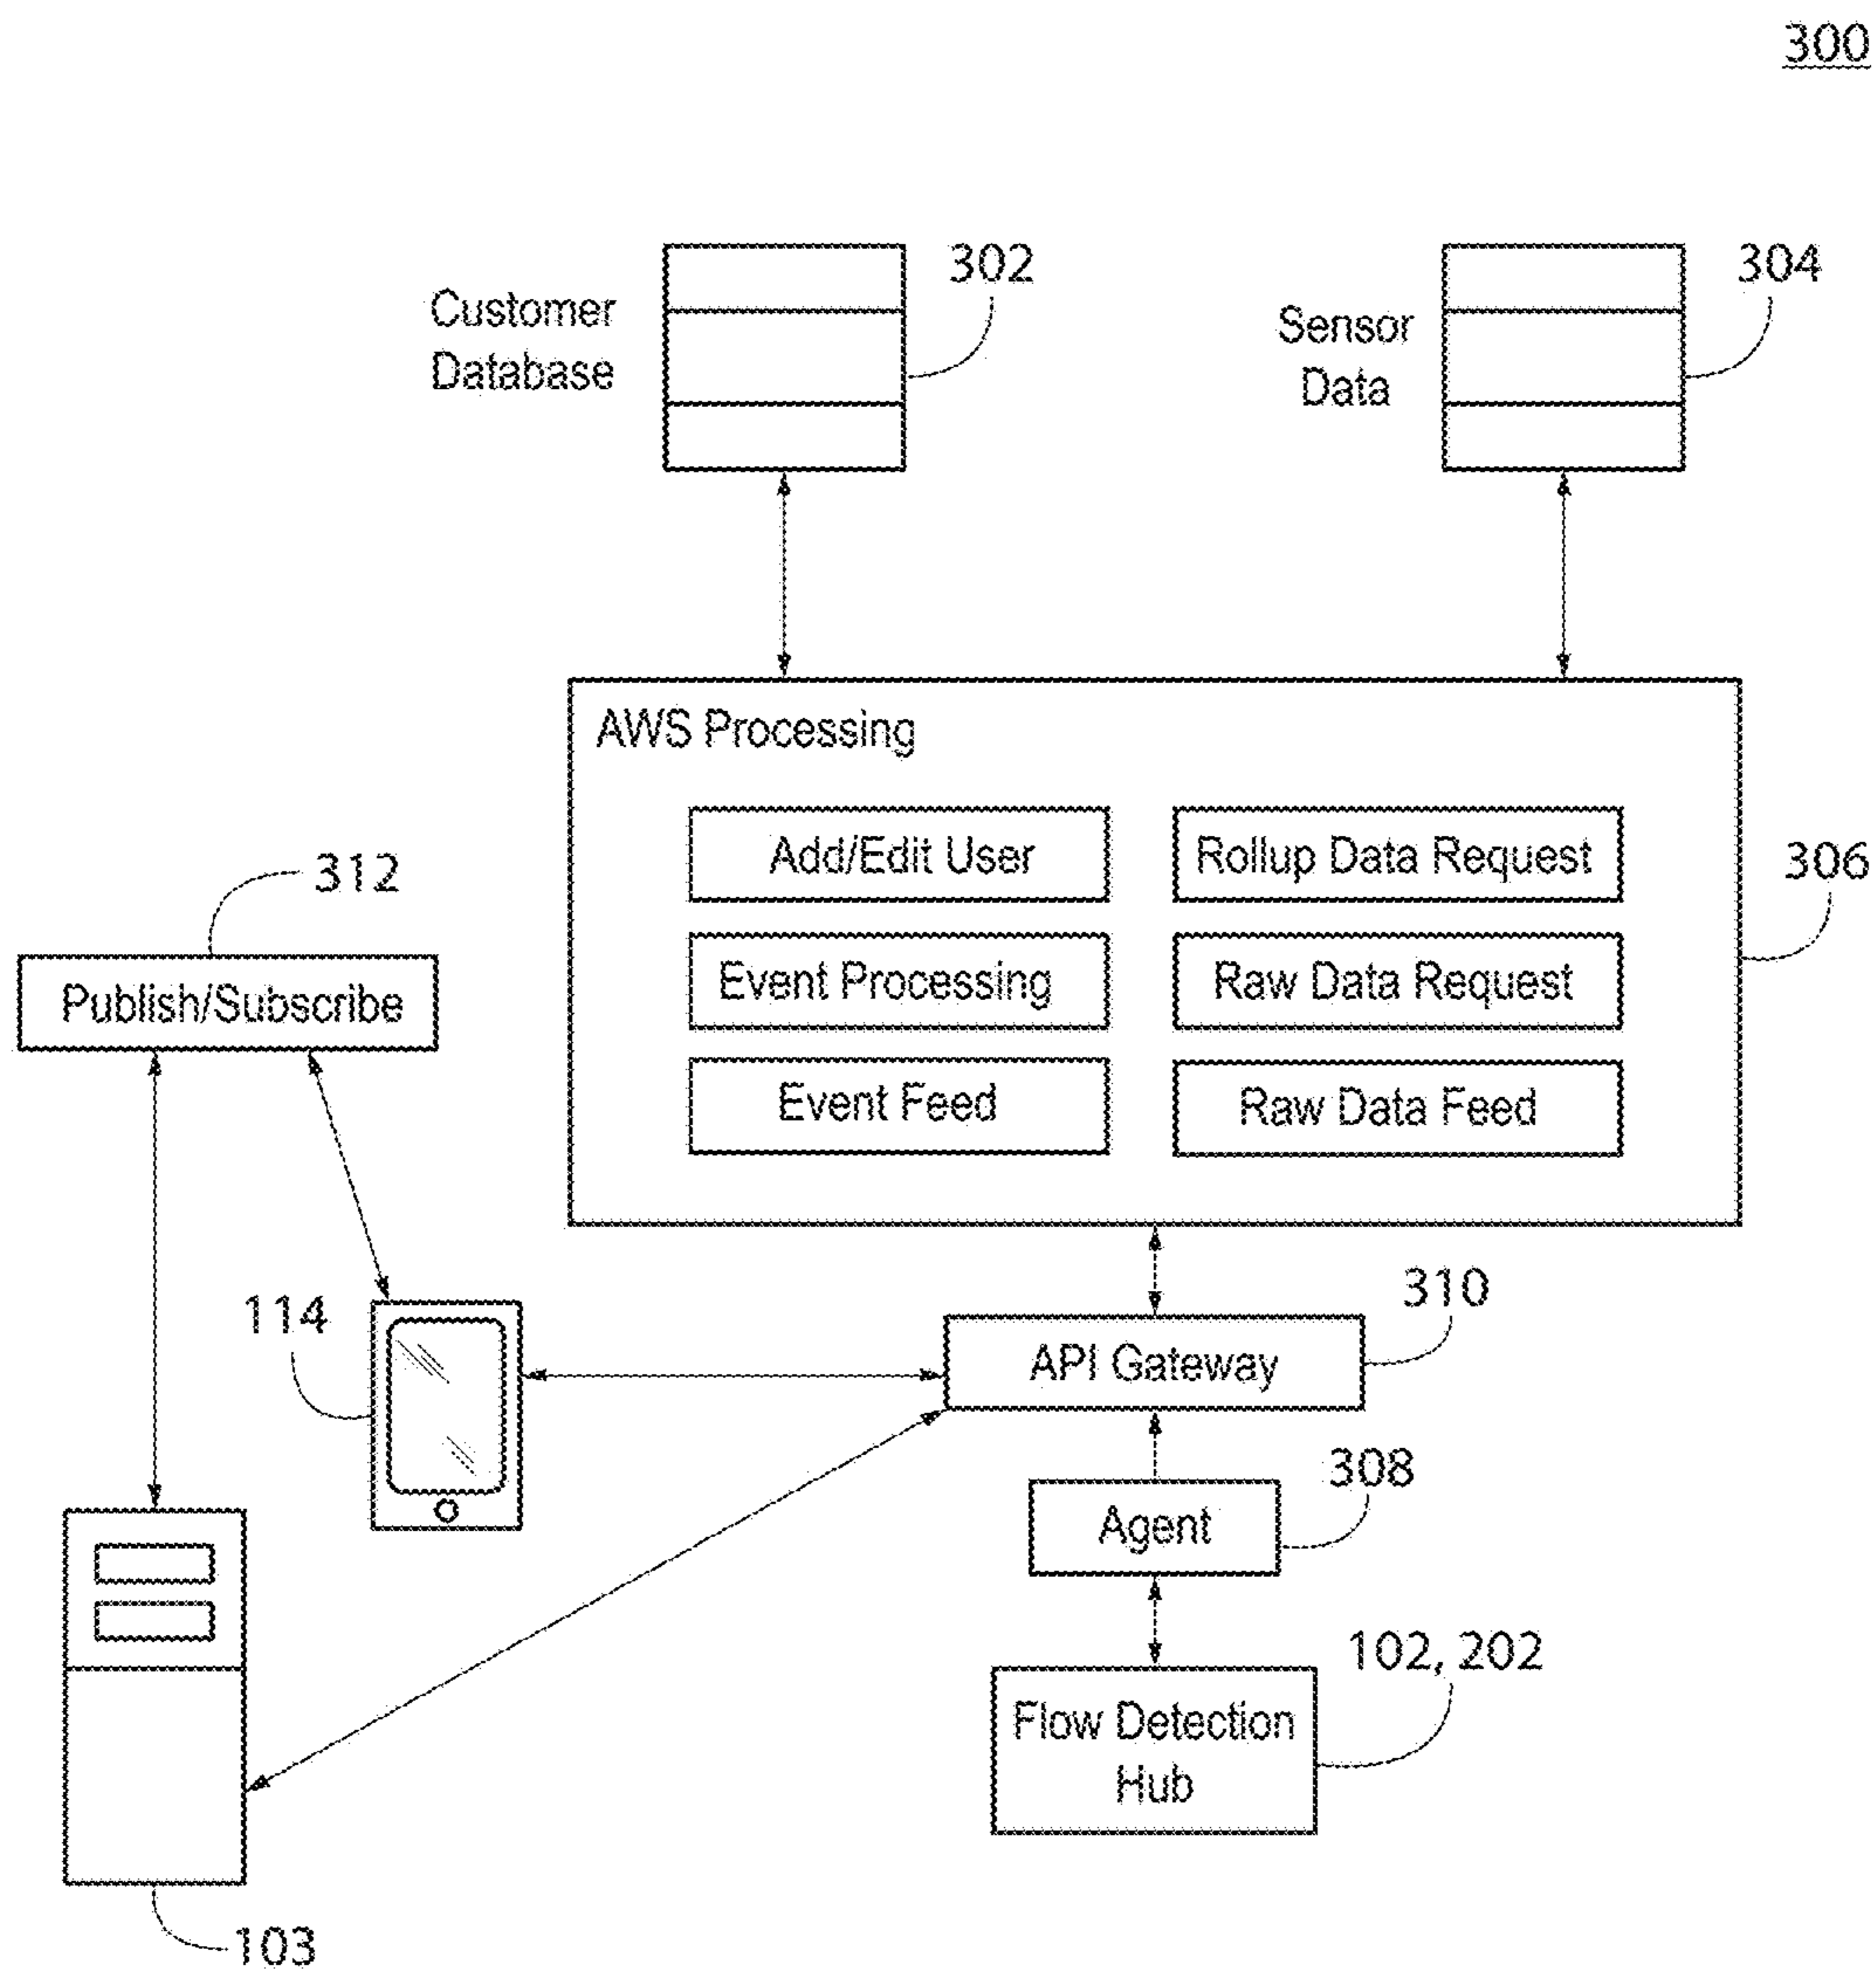 300
Customer
Database
302
Sensor
Data
304
AWS Processing
Add/Edit User
Rollup Data Request
306
312
Publish/Subscribe
Event Processing
Raw Data Request
Event Feed
Raw Data Feed
114
310
API Gateway
308
Agent
102, 202
Flow Detection
Hub
103